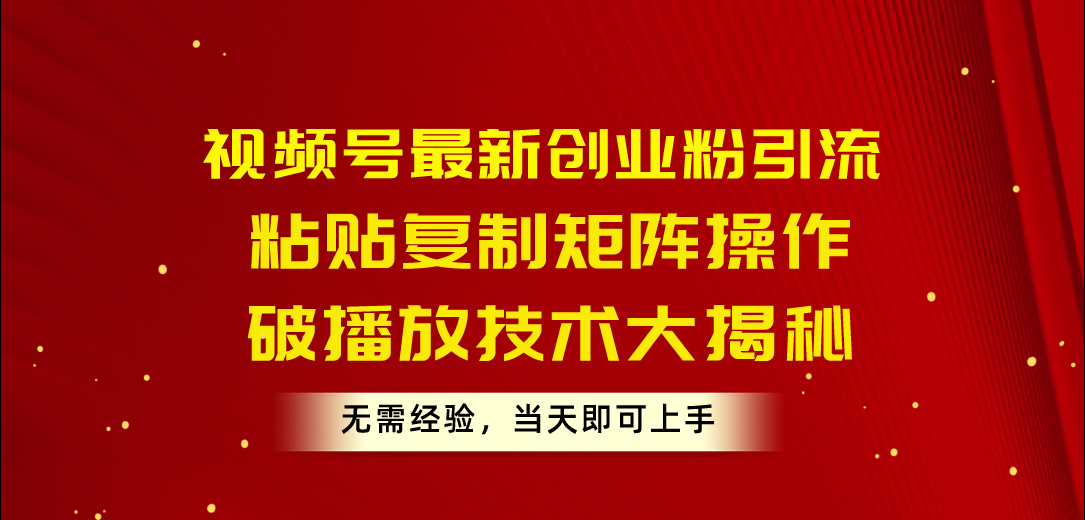 视频号最新创业粉引流
粘贴复制矩阵操作
破播放技术大揭秘
无需经验，当天即可上手